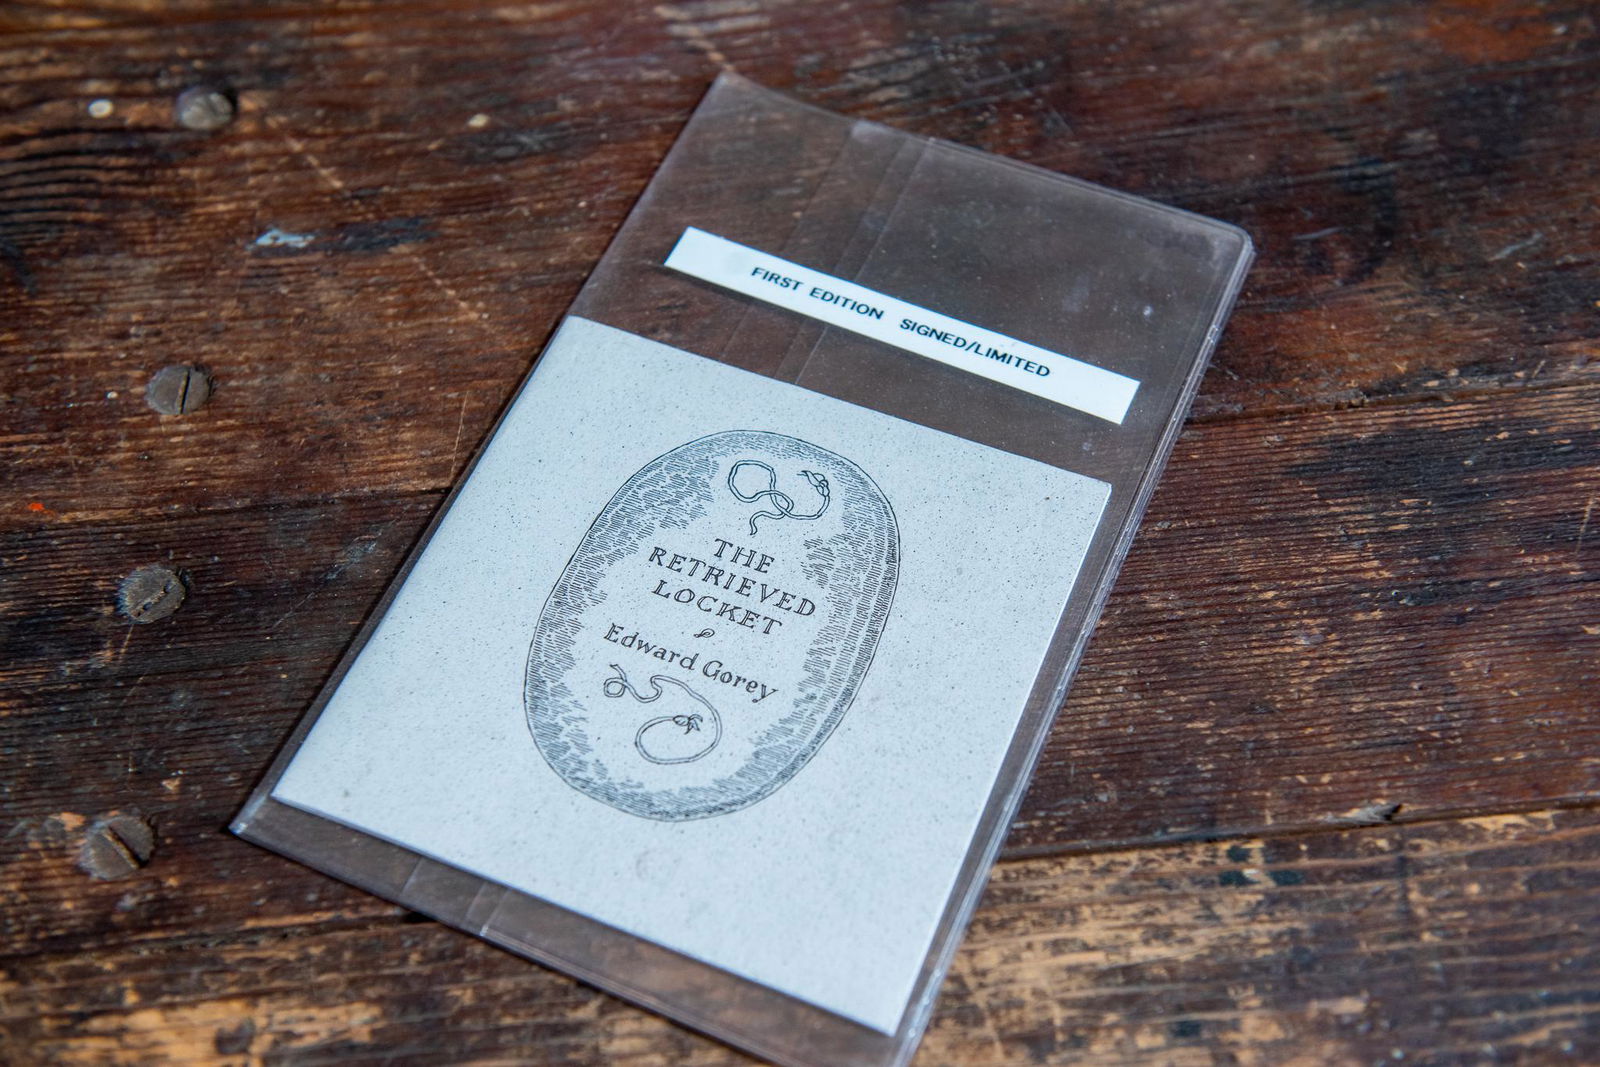 FIRST EDITION SIGNED/LIMITED
THE
RETRIEVED
LOCKET
Edward Gorey